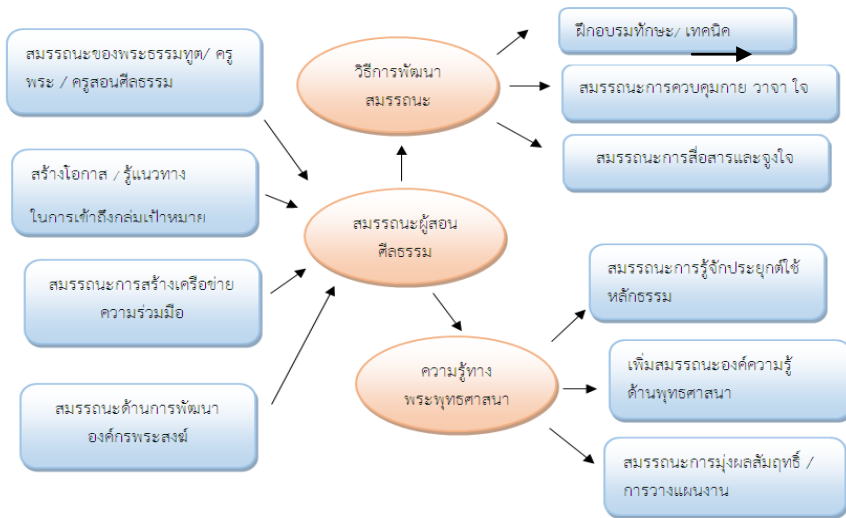 สมรรถนะของพระธรรมทูต/ ครู
พระ / ครูสอนศีลธรรม
สร้างโอกาส / รู้แนวทาง
ในการเข้าถึงกลุ่มเป้าหมาย
สมรรถนะการสร้างเครือข่าย
ความร่วมมือ
สมรรถนะด้านการพัฒนา
องค์กรพระสงฆ์
วิธีการพัฒนา
สมรรถนะ
สมรรถนะผู้สอน
ศีลธรรม
ความรู้ทาง
พระพุทธศาสนา
ฝึกอบรมทักษะ/ เทคนิค
สมรรถนะการควบคุมกาย วาจา ใจ
สมรรถนะการสื่อสารและจูงใจ
สมรรถนะการรู้จักประยุกต์ใช้
หลักธรรม
เพิ่มสมรรถนะองค์ความรู้
ด้านพุทธศาสนา
สมรรถนะการมุ่งผลสัมฤทธิ์ /
การวางแผนงาน